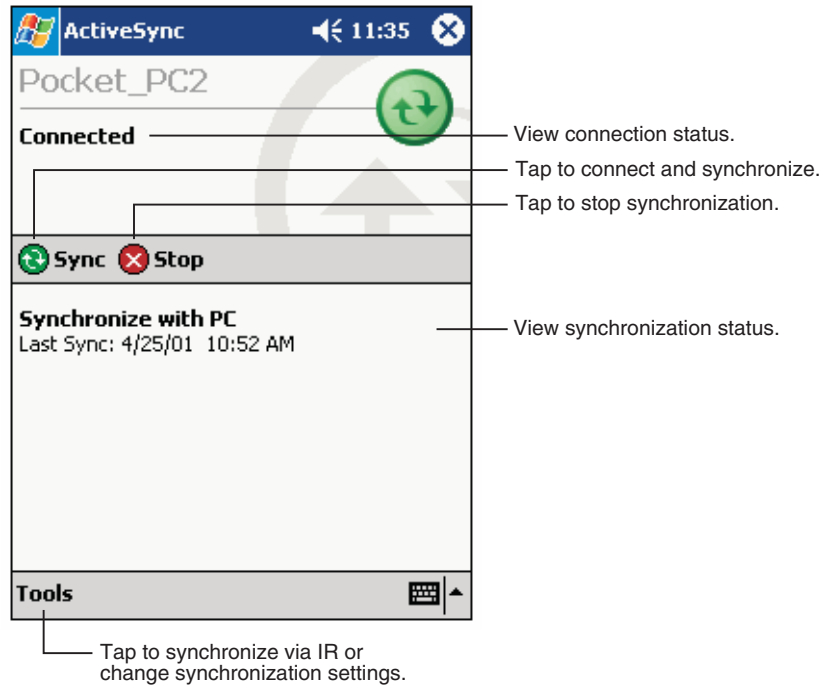 ActiveSync 11:35
Pocket_PC2
Connected
View connection status.
Tap to connect and synchronize.
Tap to stop synchronization.
Sync Stop
Synchronize with PC
Last Sync: 4/25/01 10:52 AM
View synchronization status.
Tools
Tap to synchronize via IR or
change synchronization settings.